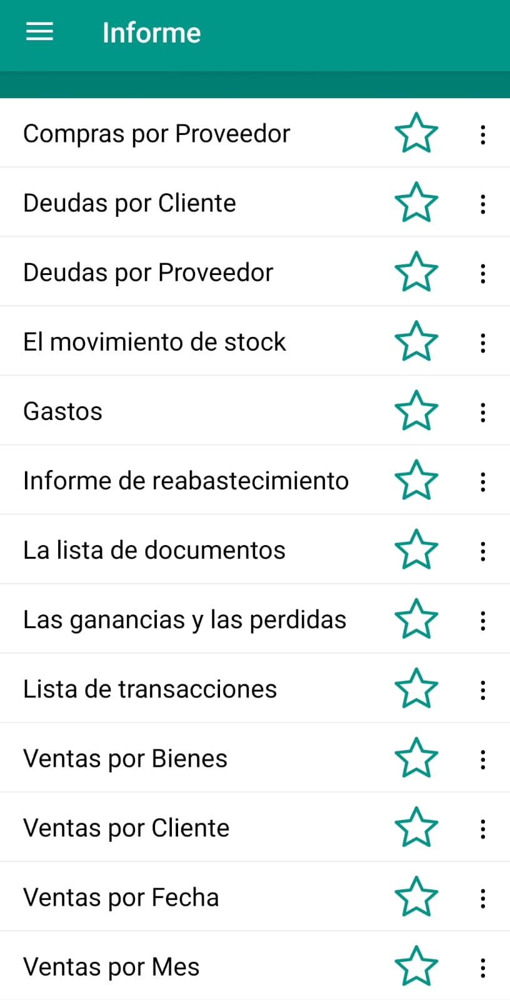 Informe
Compras por Proveedor
Deudas por Cliente
Deudas por Proveedor
El movimiento de stock
Gastos
Informe de reabastecimiento
La lista de documentos
Las ganancias y las perdidas
Lista de transacciones
Ventas por Bienes
Ventas por Cliente
Ventas por Fecha
Ventas por Mes